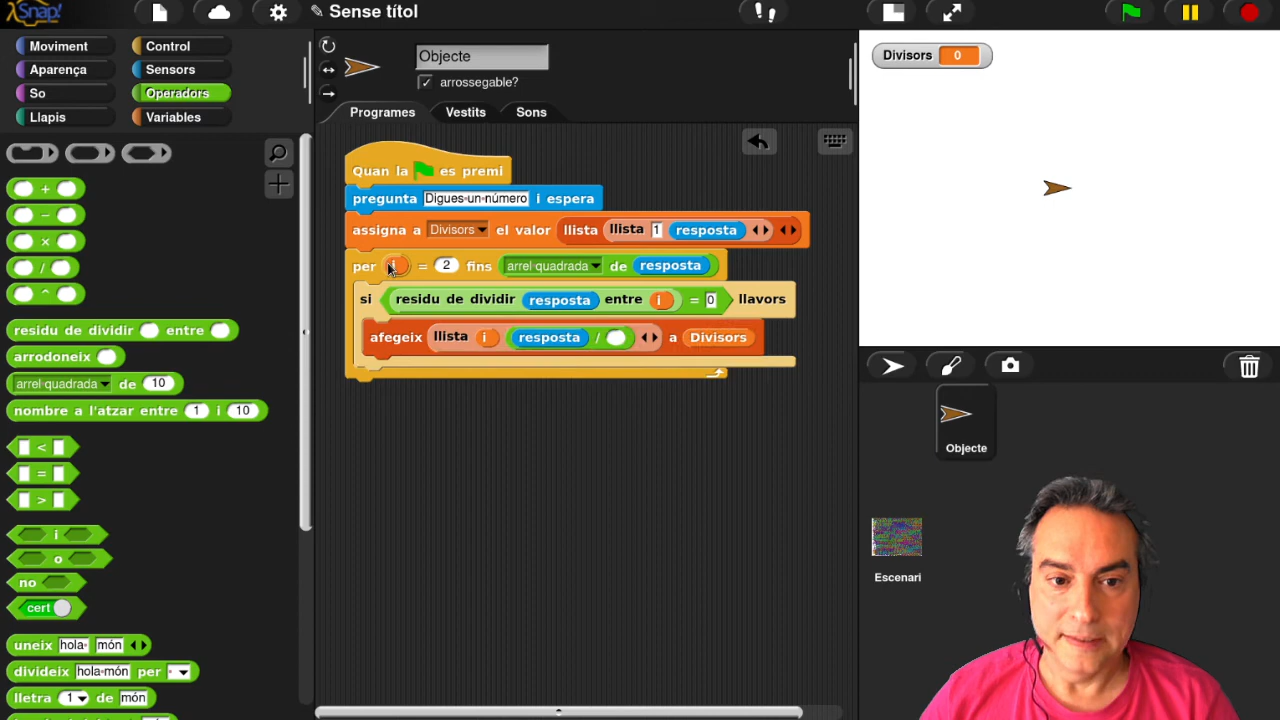 Snap!
Sense títol
Moviment
Control
Aparença
Sensors
So
Operadors
Llapis
Variables
+
−
×
/
^
residu de dividir entre
arrodoneix
arrel quadrada de 10
nombre a l'atzar entre 1 i 10
<
=
>
i
o
no
cert
uneix hola· món
divideix hola·món per
lletra 1 de món
Objecte
arrossegable?
Programes
Vestits
Sons
Quan la es premi
pregunta Digues·un·número i espera
assigna a Divisors el valor llista llista 1 resposta
per i = 2 fins arrel quadrada de resposta
si residu de dividir resposta entre i = 0 llavors
afegeix llista i resposta / a Divisors
Divisors 0
Objecte
Escenari